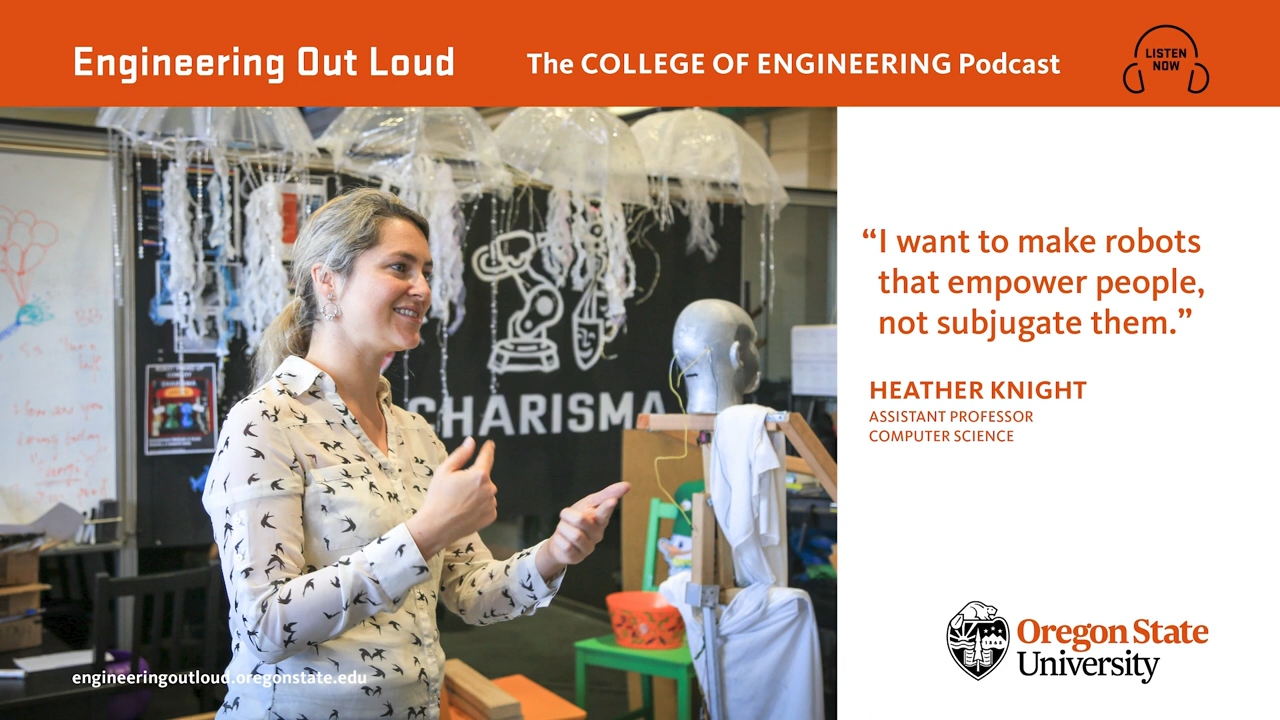 Engineering Out Loud
The COLLEGE OF ENGINEERING Podcast
LISTEN
NOW
CHARISMA
“I want to make robots
that empower people,
not subjugate them.”
HEATHER KNIGHT
ASSISTANT PROFESSOR
COMPUTER SCIENCE
engineeringoutloud.oregonstate.edu
Oregon State
University